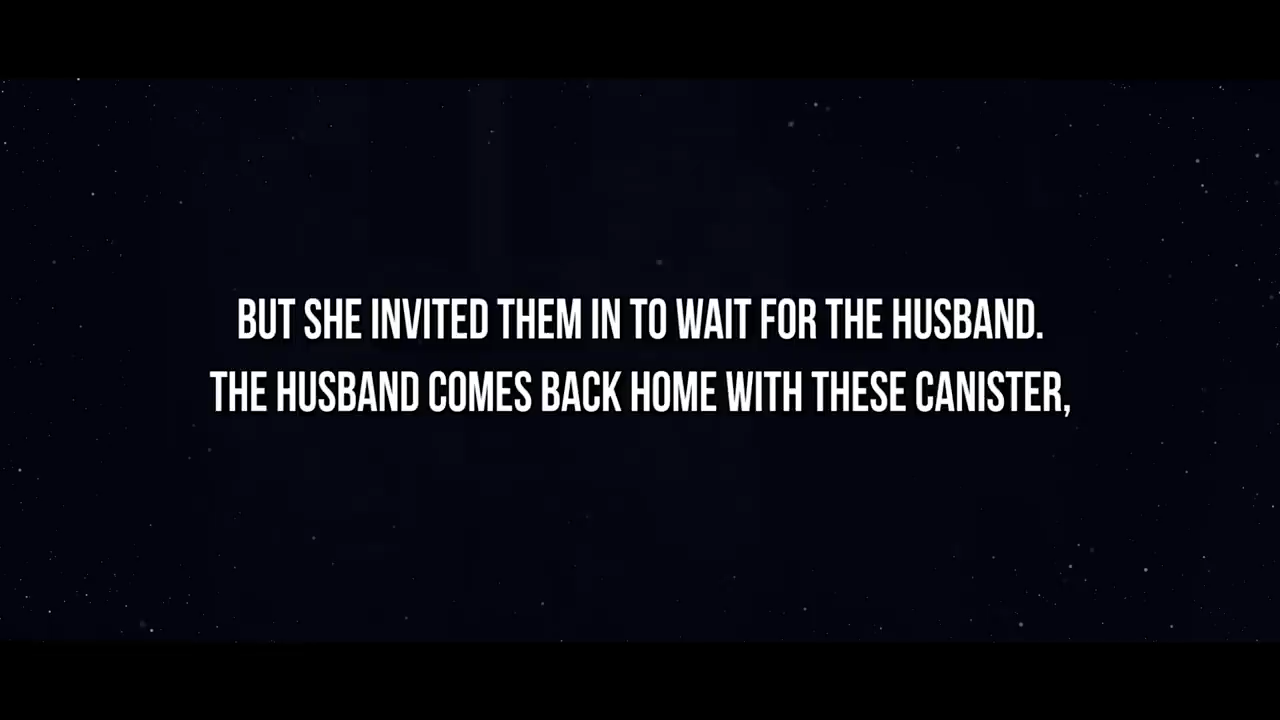 BUT SHE INVITED THEM IN TO WAIT FOR THE HUSBAND.
THE HUSBAND COMES BACK HOME WITH THESE CANISTER,